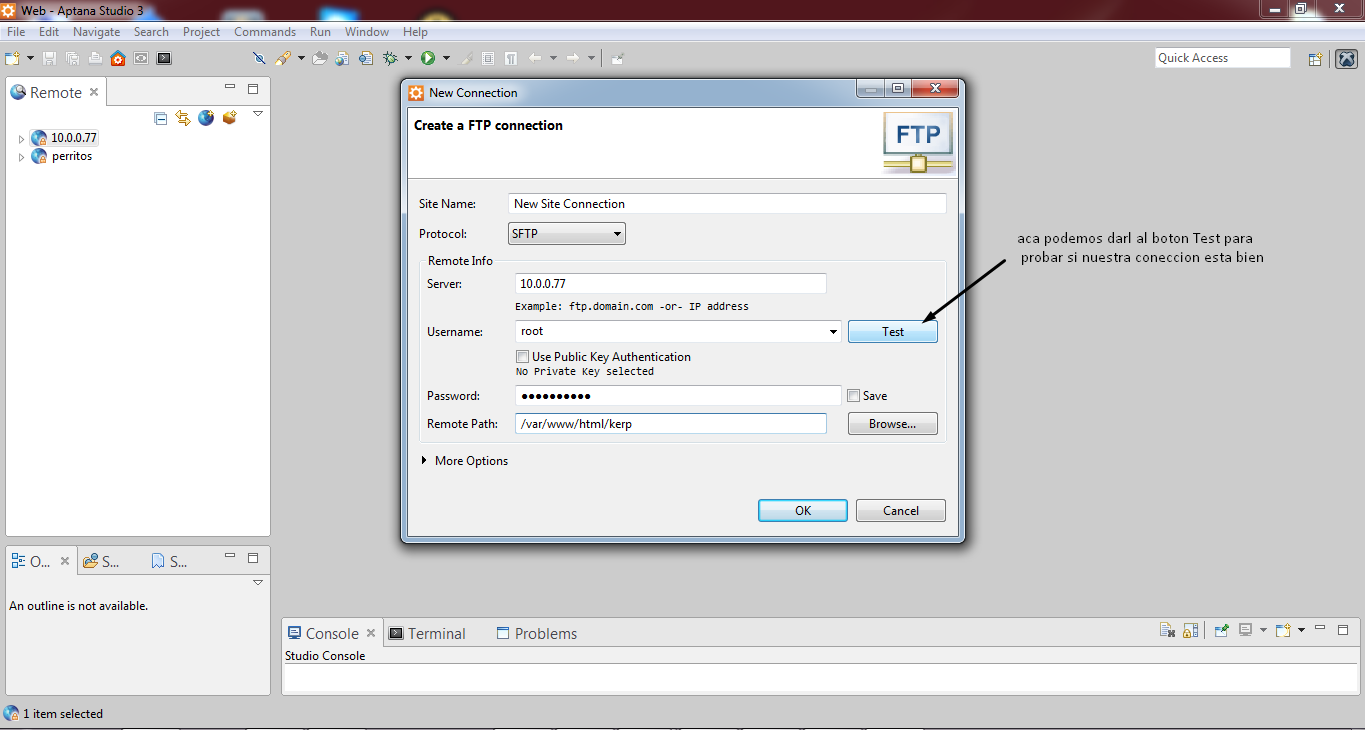 Web - Aptana Studio 3
File Edit Navigate Search Project Commands Run Window Help
Quick Access
Remote
10.0.0.77
perritos
New Connection
Create a FTP connection
FTP
Site Name: New Site Connection
Protocol: SFTP
Remote Info
Server: 10.0.0.77
Example: ftp.domain.com -or- IP address
Username: root Test
Use Public Key Authentication
No Private Key selected
Password: ●●●●●●●●●● Save
Remote Path: /var/www/html/kerp Browse...
More Options
OK Cancel
aca podemos darl al boton Test para
probar si nuestra coneccion esta bien
O... S... S...
An outline is not available.
Console Terminal Problems
Studio Console
1 item selected